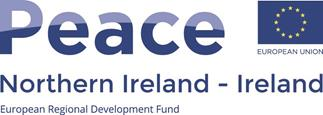 Peace
EUROPEAN UNION
Northern Ireland - Ireland
European Regional Development Fund